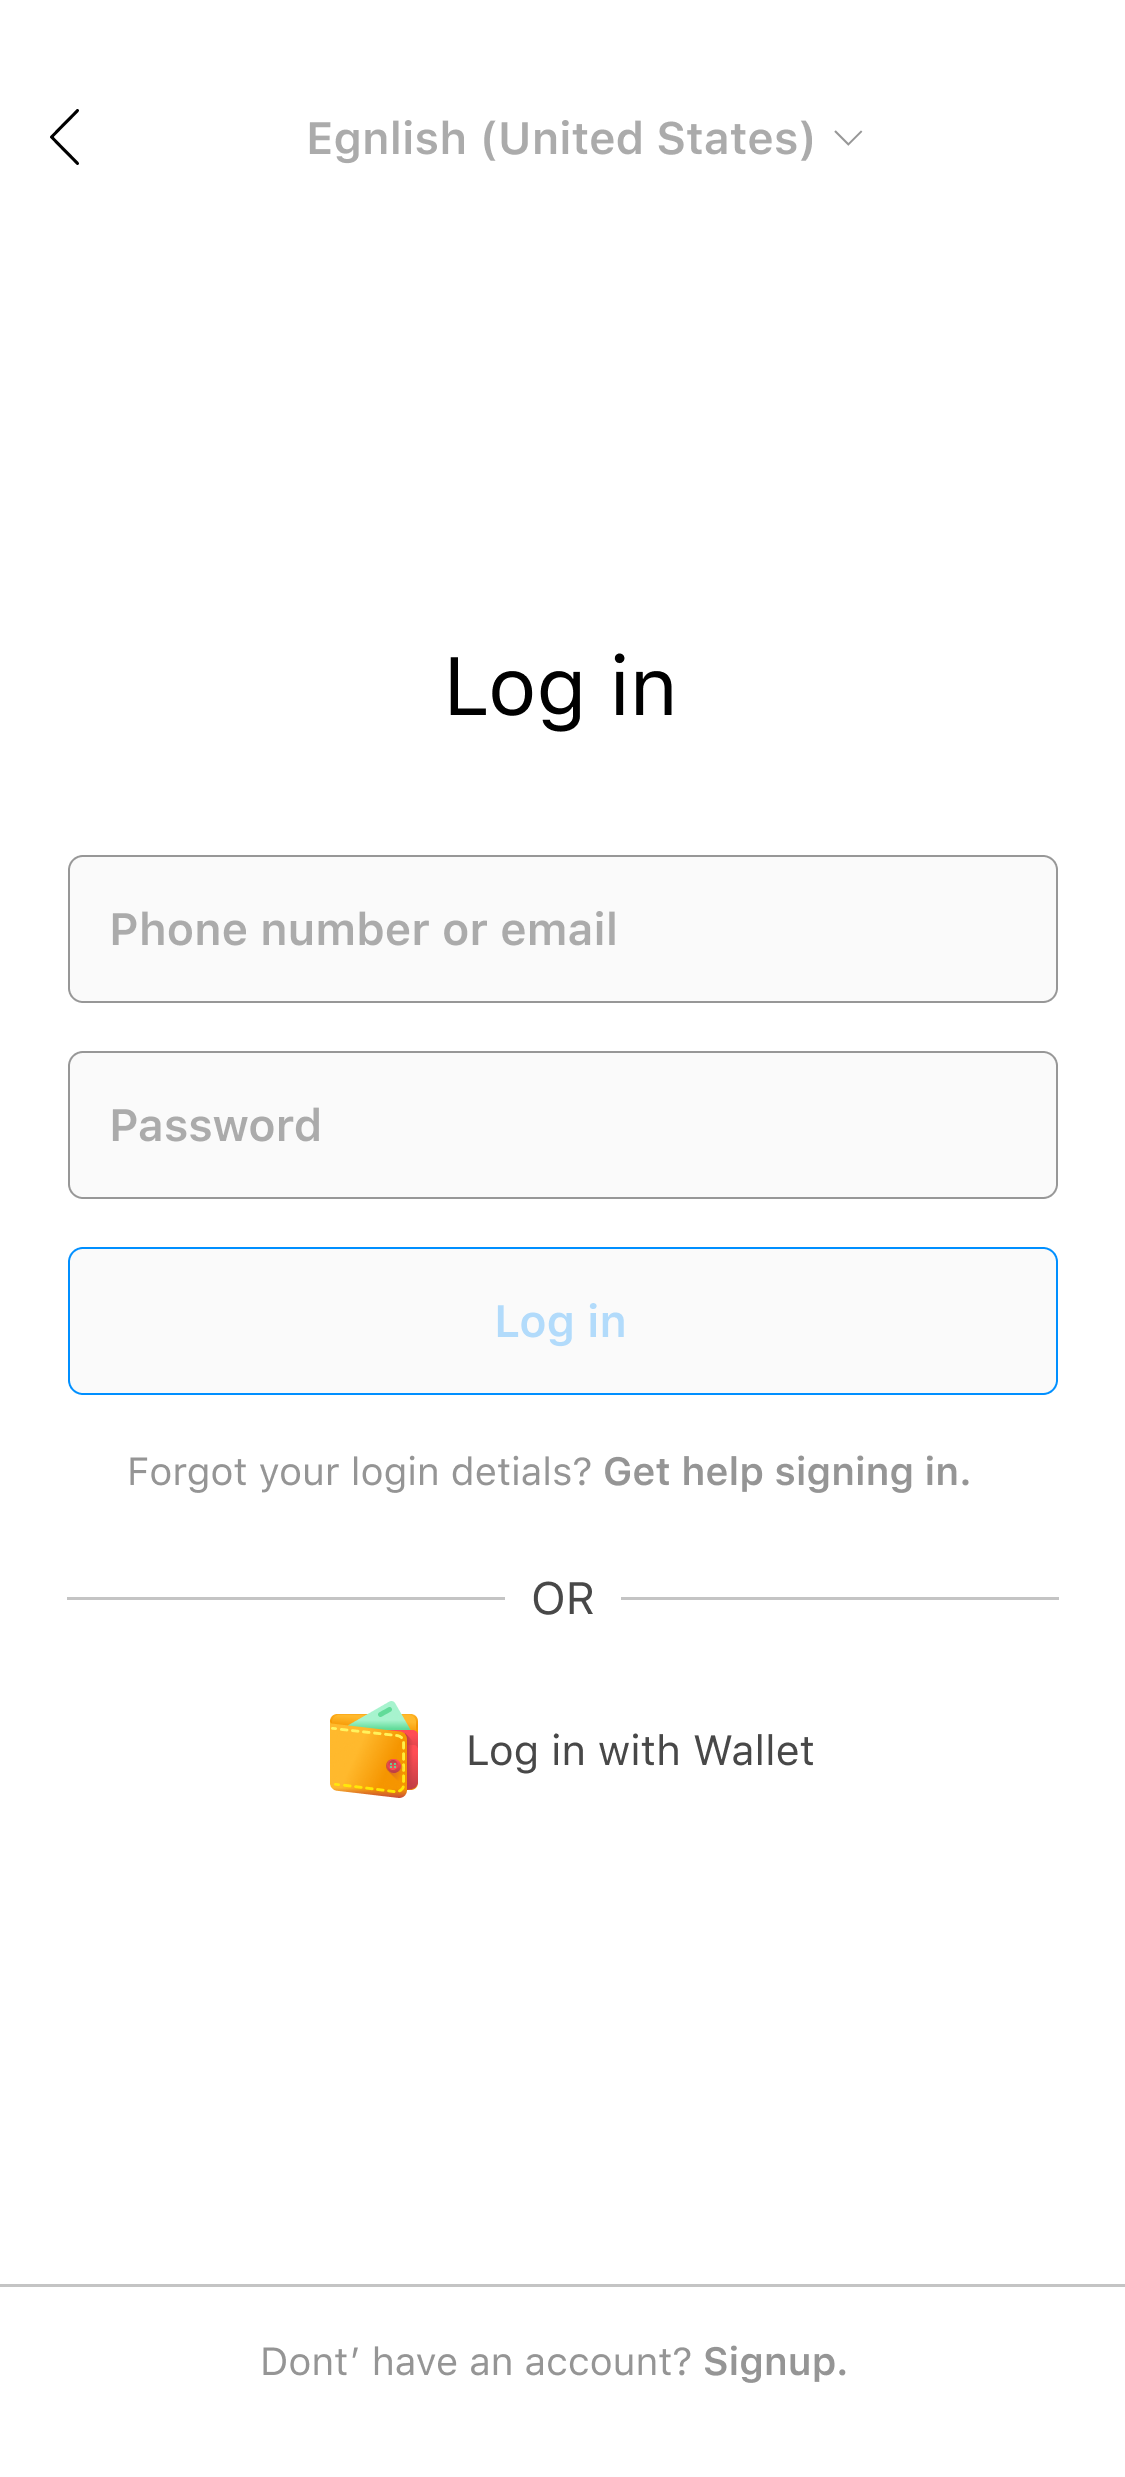 Egnlish (United States)
Log in
Phone number or email
Password
Log in
Forgot your login detials? Get help signing in.
OR
Log in with Wallet
Dont’ have an account? Signup.